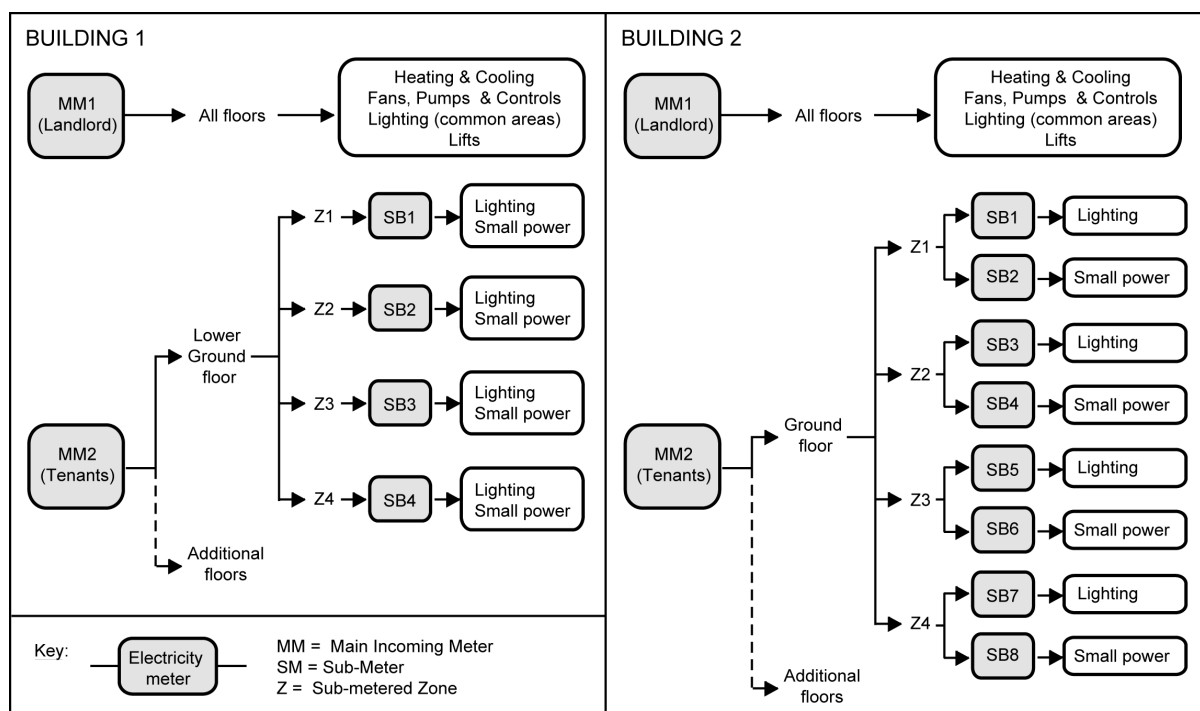 BUILDING 1
MM1
(Landlord)
All floors
Heating & Cooling
Fans, Pumps & Controls
Lighting (common areas)
Lifts
MM2
(Tenants)
Lower
Ground
floor
Additional
floors
Z1
SB1
Lighting
Small power
Z2
SB2
Lighting
Small power
Z3
SB3
Lighting
Small power
Z4
SB4
Lighting
Small power
Key:
Electricity
meter
MM = Main Incoming Meter
SM = Sub-Meter
Z = Sub-metered Zone
BUILDING 2
MM1
(Landlord)
All floors
Heating & Cooling
Fans, Pumps & Controls
Lighting (common areas)
Lifts
MM2
(Tenants)
Ground
floor
Additional
floors
Z1
SB1
Lighting
SB2
Small power
Z2
SB3
Lighting
SB4
Small power
Z3
SB5
Lighting
SB6
Small power
Z4
SB7
Lighting
SB8
Small power